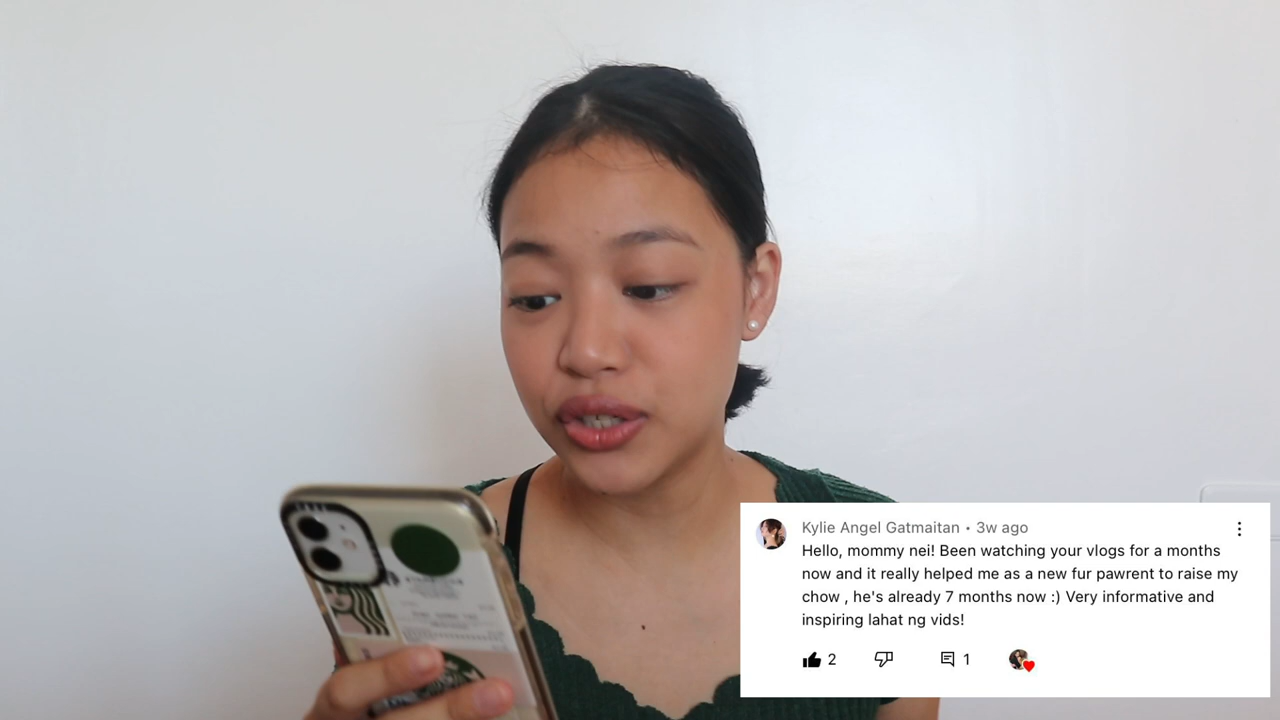 Kylie Angel Gatmaitan • 3w ago
Hello, mommy nei! Been watching your vlogs for a months
now and it really helped me as a new fur pawrent to raise my
chow , he's already 7 months now :) Very informative and
inspiring lahat ng vids!
2
1